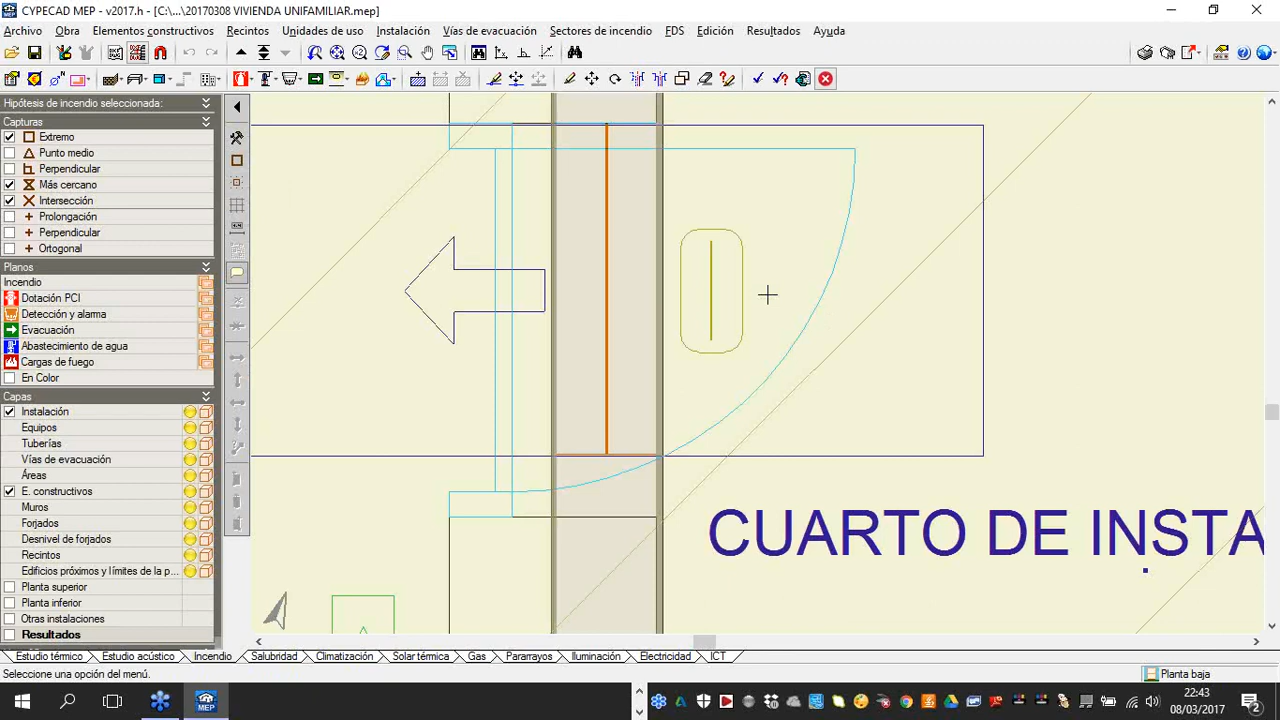 CYPECAD MEP - v2017.h - [C:\...\20170308 VIVIENDA UNIFAMILIAR.mep]
Archivo Obra Elementos constructivos Recintos Unidades de uso Instalación Vías de evacuación Sectores de incendio FDS Edición Resultados Ayuda
Hipótesis de incendio seleccionada:
Capturas
Extremo
Punto medio
Perpendicular
Más cercano
Intersección
Prolongación
Perpendicular
Ortogonal
Planos
Incendio
Dotación PCI
Detección y alarma
Evacuación
Abastecimiento de agua
Cargas de fuego
En Color
Capas
Instalación
Equipos
Tuberías
Vías de evacuación
Áreas
E. constructivos
Muros
Forjados
Desnivel de forjados
Recintos
Edificios próximos y límites de la p...
Planta superior
Planta inferior
Otras instalaciones
Resultados
CUARTO DE INSTA
Estudio térmico Estudio acústico Incendio Salubridad Climatización Solar térmica Gas Pararrayos Iluminación Electricidad ICT
Seleccione una opción del menú.
Planta baja
22:43
08/03/2017
2